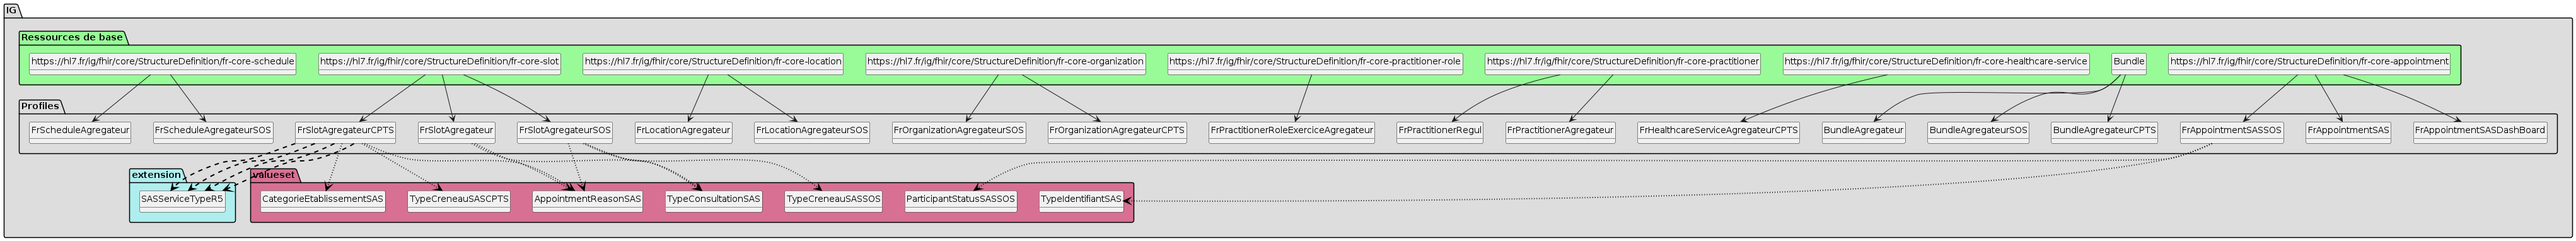 IG
Ressources de base
https://hl7.fr/ig/fhir/core/StructureDefinition/fr-core-schedule
https://hl7.fr/ig/fhir/core/StructureDefinition/fr-core-slot
https://hl7.fr/ig/fhir/core/StructureDefinition/fr-core-location
https://hl7.fr/ig/fhir/core/StructureDefinition/fr-core-organization
https://hl7.fr/ig/fhir/core/StructureDefinition/fr-core-practitioner-role
https://hl7.fr/ig/fhir/core/StructureDefinition/fr-core-practitioner
https://hl7.fr/ig/fhir/core/StructureDefinition/fr-core-healthcare-service
Bundle
https://hl7.fr/ig/fhir/core/StructureDefinition/fr-core-appointment
Profiles
FrScheduleAgregateur
FrScheduleAgregateurSOS
FrSlotAgregateurCPTS
FrSlotAgregateur
FrSlotAgregateurSOS
FrLocationAgregateur
FrLocationAgregateurSOS
FrOrganizationAgregateurSOS
FrOrganizationAgregateurCPTS
FrPractitionerRoleExerciceAgregateur
FrPractitionerRegul
FrPractitionerAgregateur
FrHealthcareServiceAgregateurCPTS
BundleAgregateur
BundleAgregateurSOS
BundleAgregateurCPTS
FrAppointmentSASSOS
FrAppointmentSAS
FrAppointmentSASDashBoard
extension
SASServiceTypeR5
valueset
CategorieEtablissementSAS
TypeCreneauSASCPTS
AppointmentReasonSAS
TypeConsultationSAS
TypeCreneauSASSOS
ParticipantStatusSASSOS
TypeIdentifiantSAS